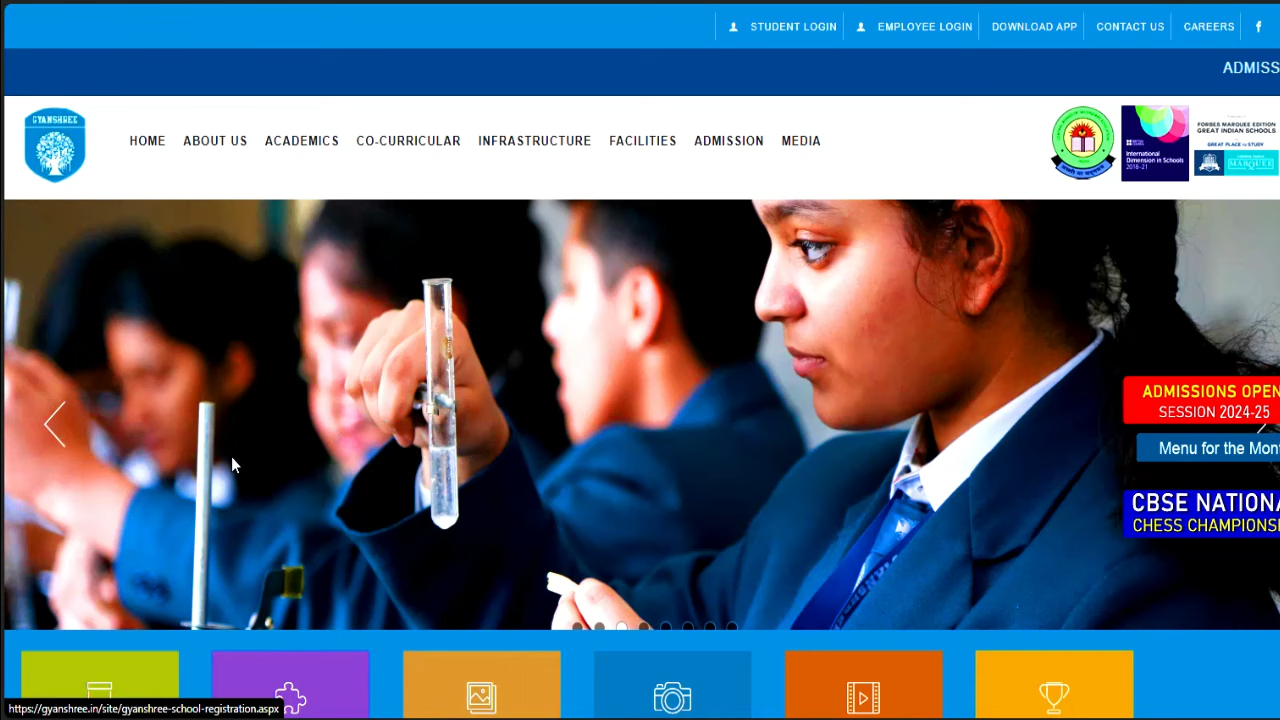 STUDENT LOGIN
EMPLOYEE LOGIN
DOWNLOAD APP
CONTACT US
CAREERS
ADMISS
GYANSHREE
HOME ABOUT US ACADEMICS CO-CURRICULAR INFRASTRUCTURE FACILITIES ADMISSION MEDIA
International
Dimension in Schools
2018-21
FORBES MARQUEE EDITION
GREAT INDIAN SCHOOLS
GREAT PLACE to STUDY
MARQUEE
ADMISSIONS OPEN
SESSION 2024-25
Menu for the Mon
CBSE NATIONA
CHESS CHAMPIONS
https://gyanshree.in/site/gyanshree-school-registration.aspx